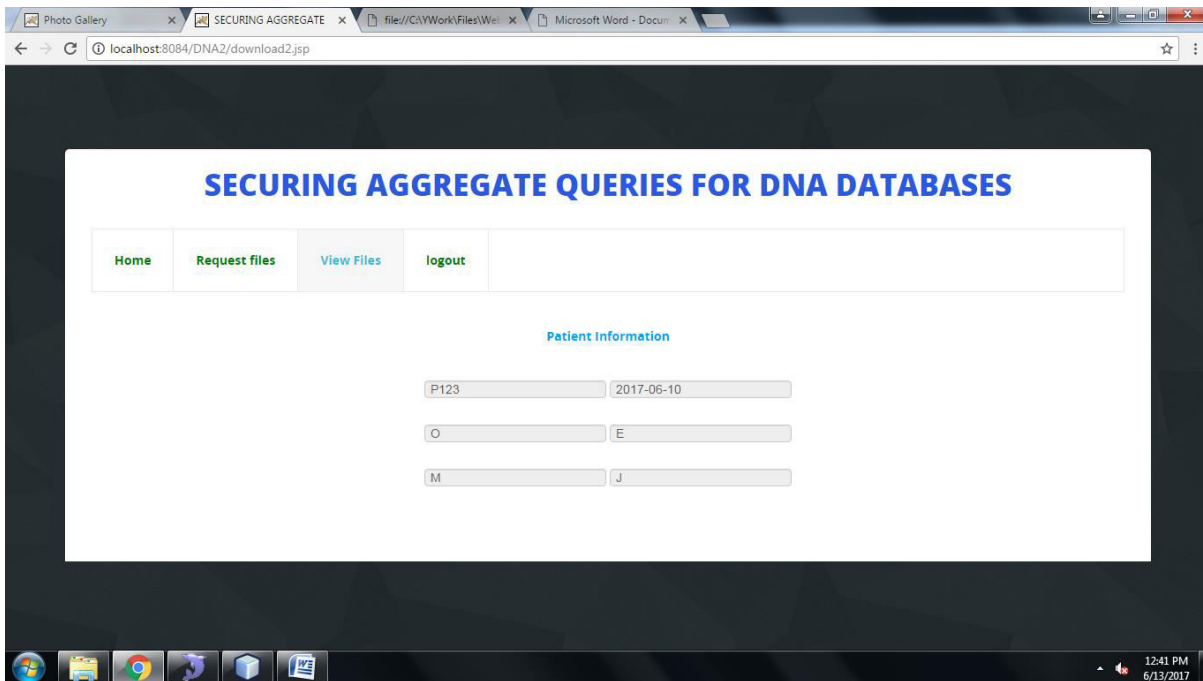 Photo Gallery SECURING AGGREGATE file://C:\YWork\Files\Web Microsoft Word - Docum
localhost:8084/DNA2/download2.jsp
SECURING AGGREGATE QUERIES FOR DNA DATABASES
Home Request files View Files logout
Patient Information
P123 2017-06-10
O E
M J
12:41 PM
6/13/2017